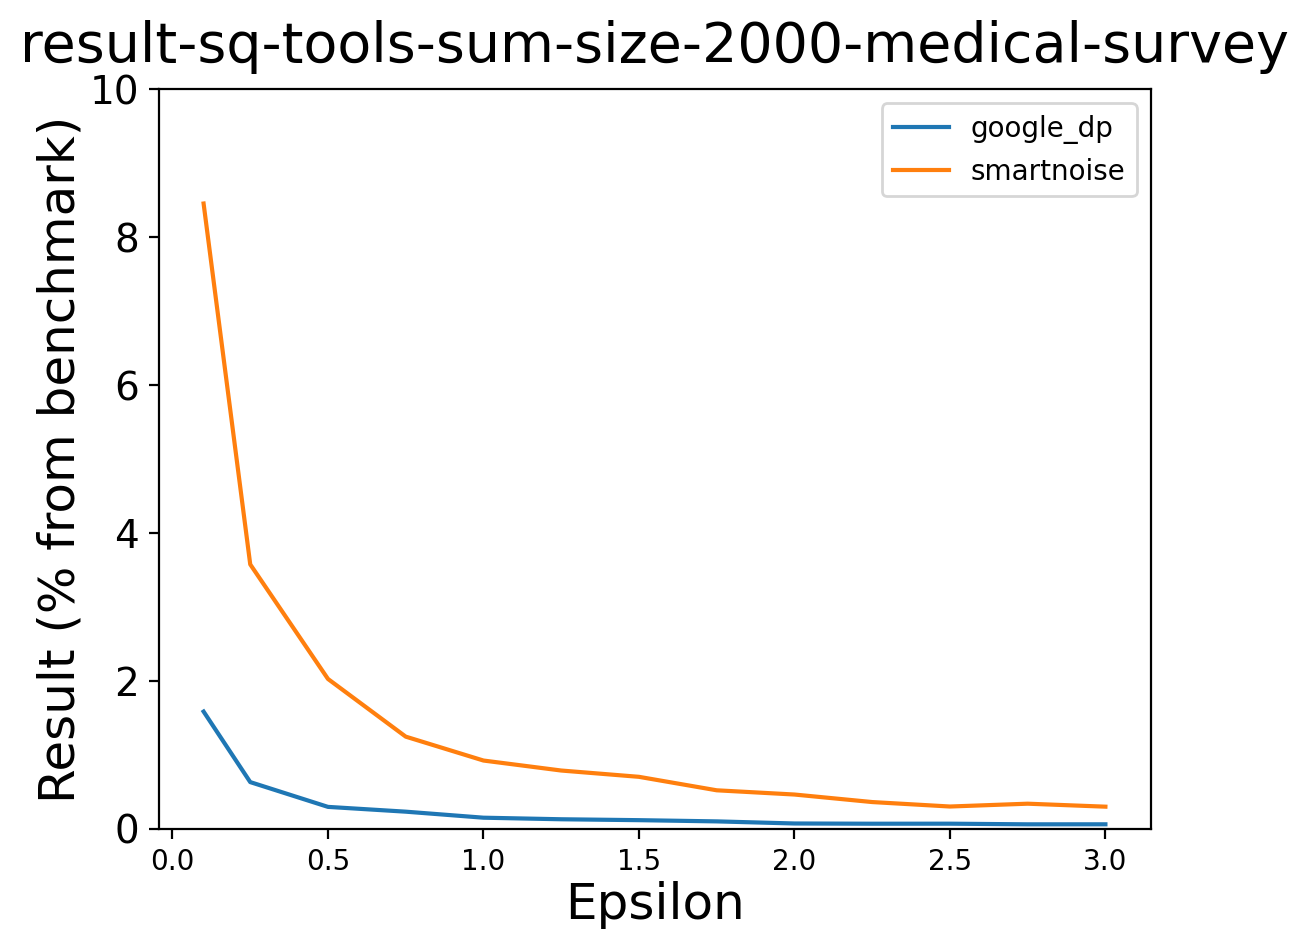 result-sq-tools-sum-size-2000-medical-survey
Result (% from benchmark)
10
8
6
4
2
0
google_dp
smartnoise
0.0 0.5 1.0 1.5 2.0 2.5 3.0
Epsilon